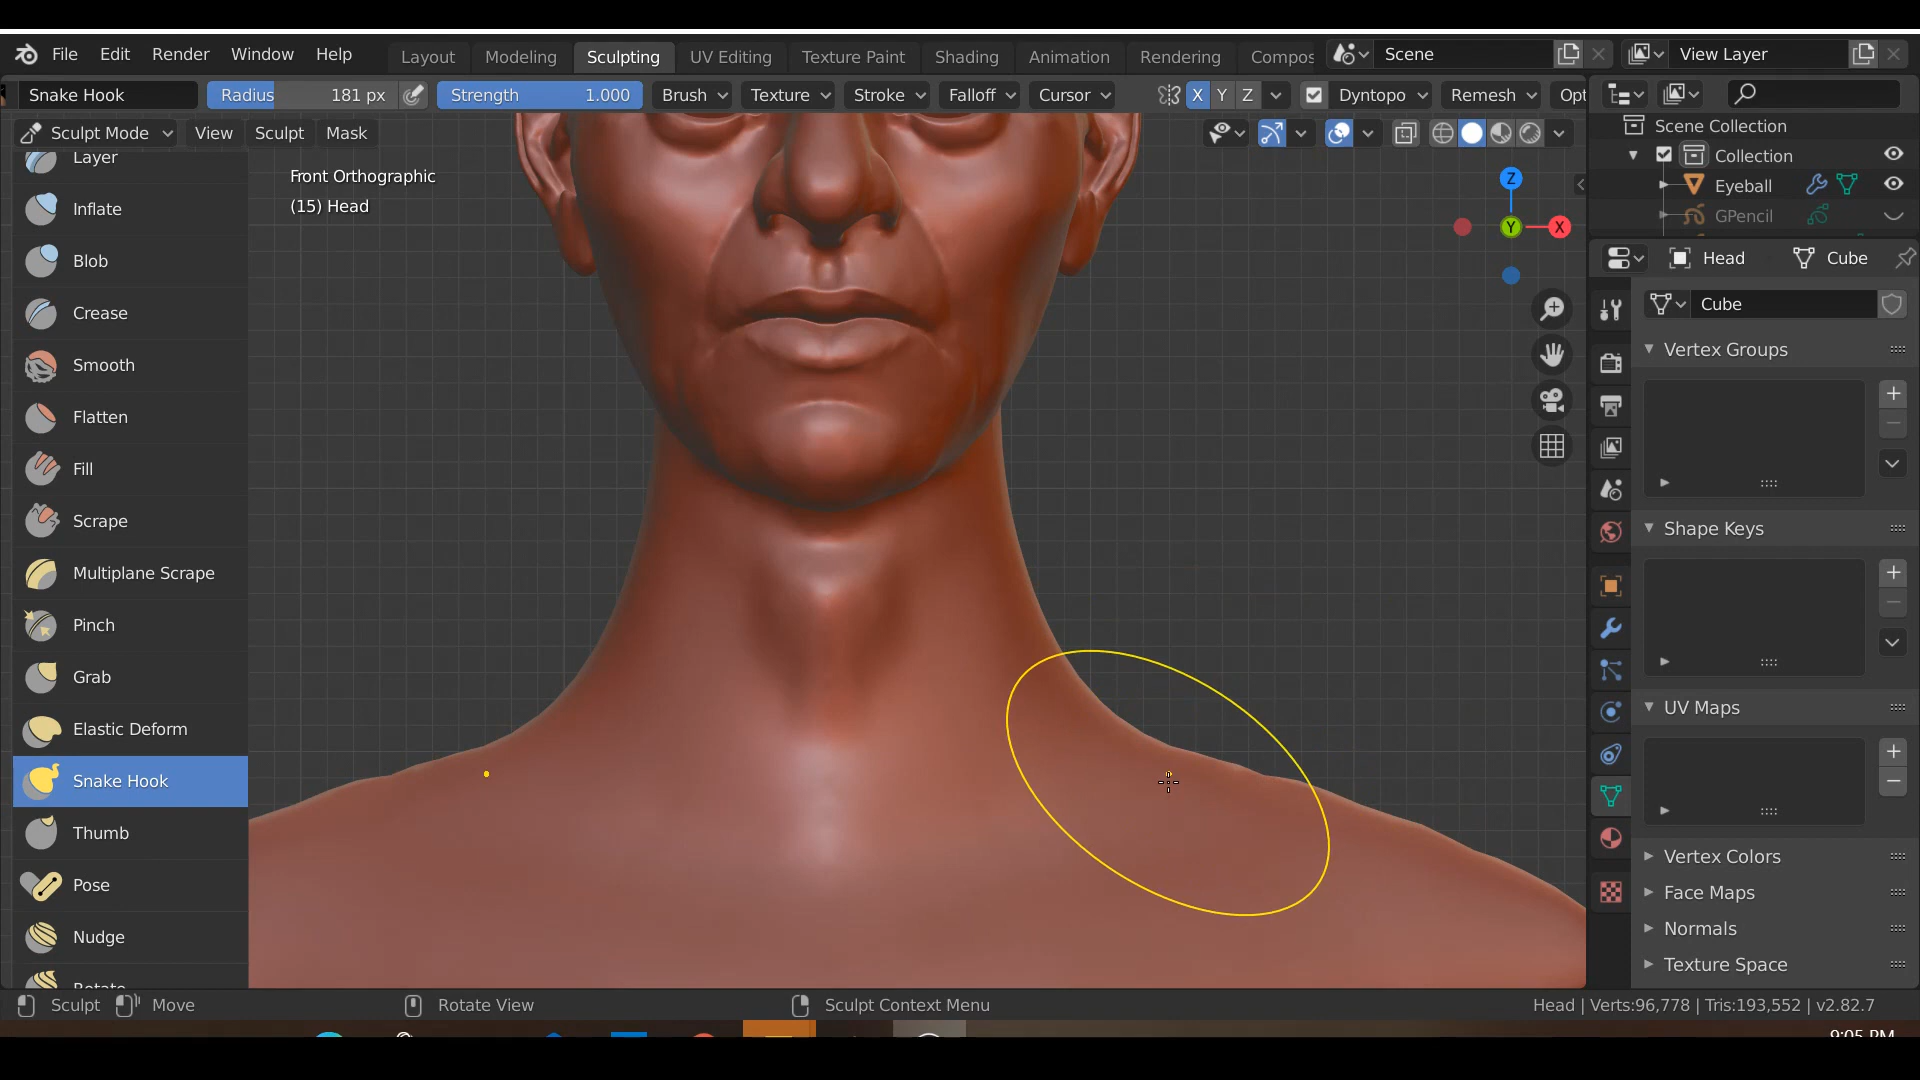 File Edit Render Window Help Layout Modeling Sculpting UV Editing Texture Paint Shading Animation Rendering Compos Scene View Layer
Snake Hook Radius 181 px Strength 1.000 Brush Texture Stroke Falloff Cursor X Y Z Dyntopo Remesh Opt
Sculpt Mode View Sculpt Mask
Layer
Inflate
Blob
Crease
Smooth
Flatten
Fill
Scrape
Multiplane Scrape
Pinch
Grab
Elastic Deform
Snake Hook
Thumb
Pose
Nudge
Rotate
Front Orthographic
(15) Head
Z
Y
X
Scene Collection
Collection
Eyeball
GPencil
Head Cube
Cube
Vertex Groups
Shape Keys
UV Maps
Vertex Colors
Face Maps
Normals
Texture Space
Sculpt Move Rotate View Sculpt Context Menu Head | Verts:96,778 | Tris:193,552 | v2.82.7
9:05 PM